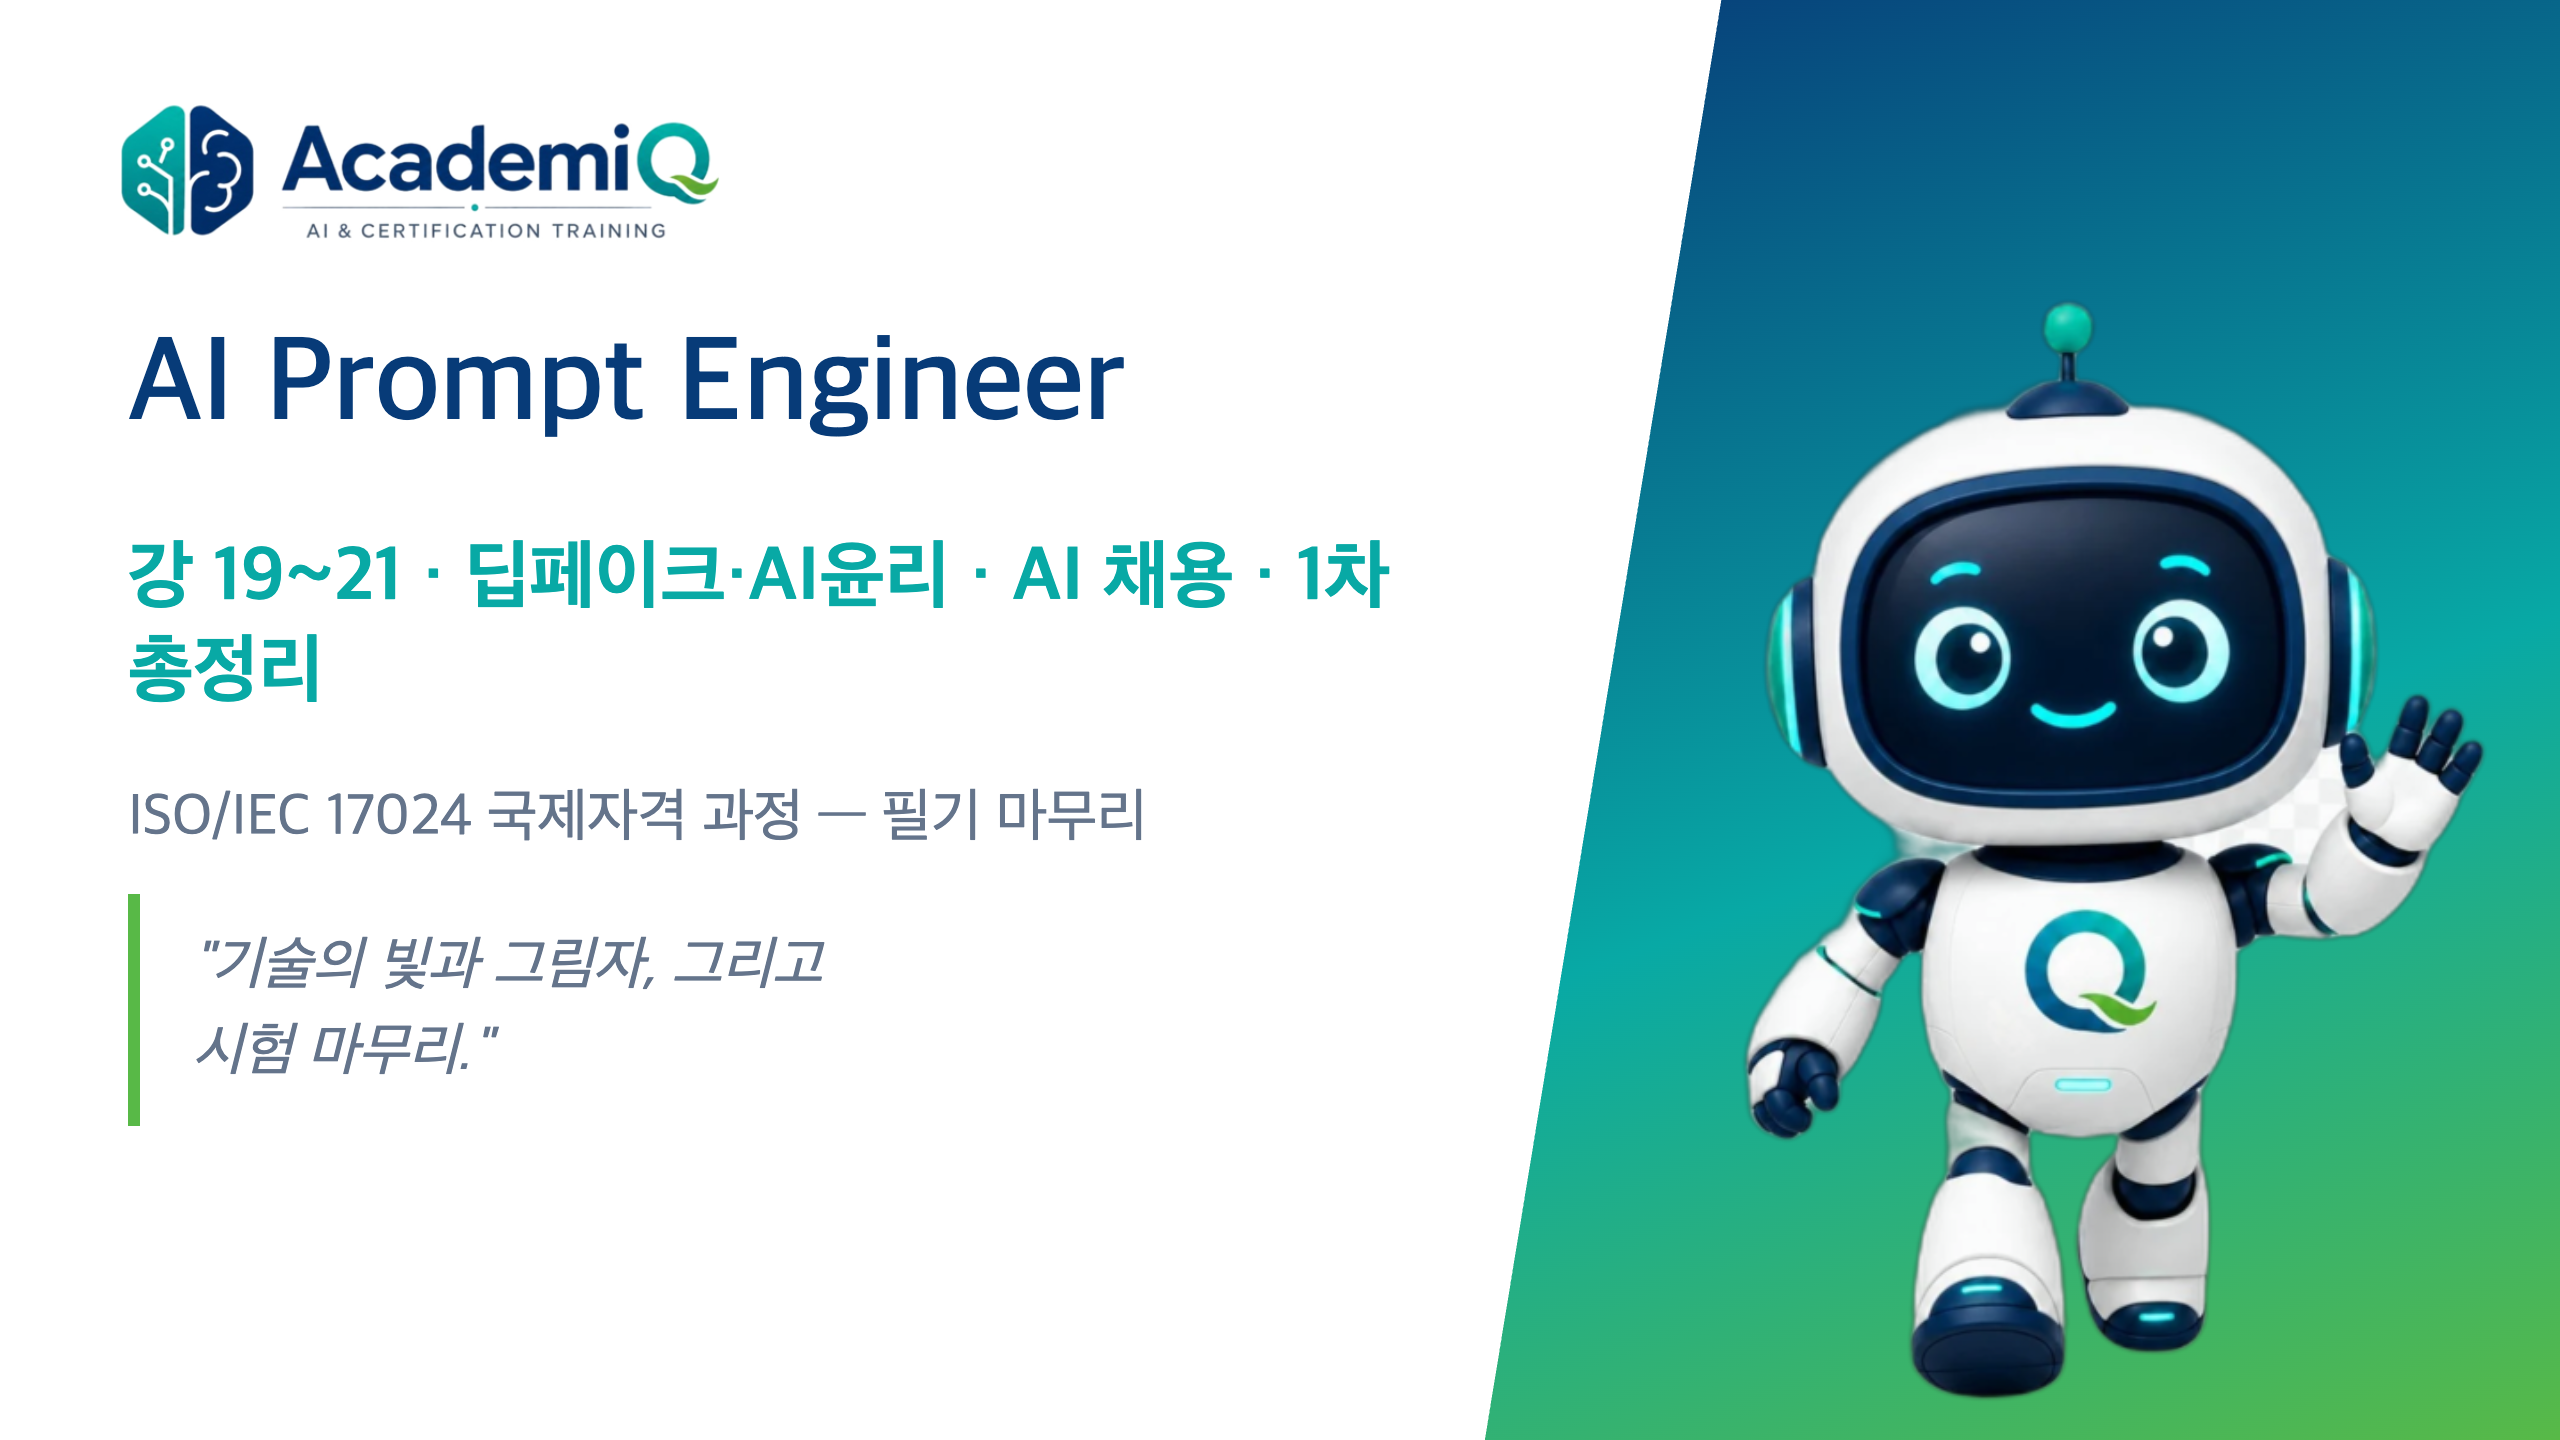 AcademiQ
AI & CERTIFICATION TRAINING
AI Prompt Engineer
강 19~21 · 딥페이크·AI윤리 · AI 채용 · 1차
총정리
ISO/IEC 17024 국제자격 과정 — 필기 마무리
"기술의 빛과 그림자, 그리고
시험 마무리."
Q